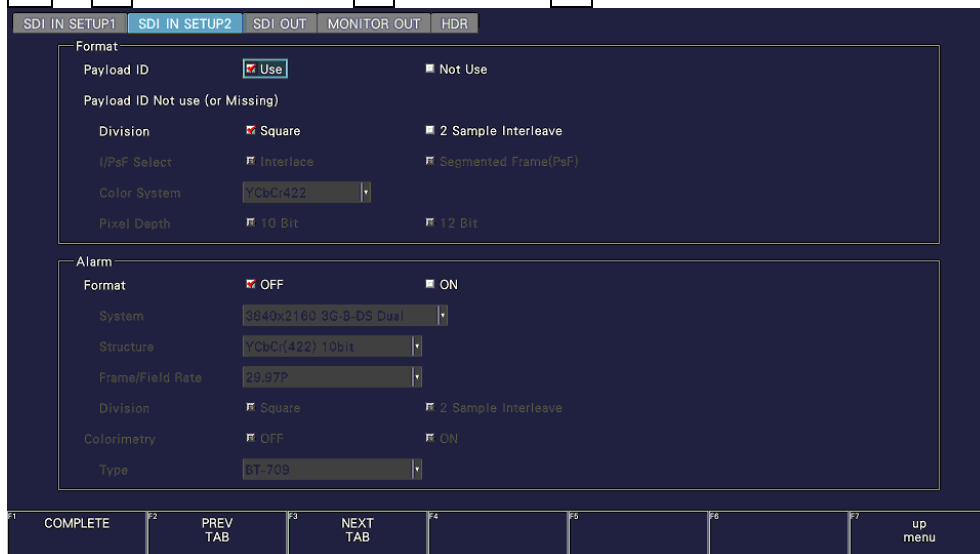 SDI IN SETUP1 SDI IN SETUP2 SDI OUT MONITOR OUT HDR
Format
Payload ID Use Not Use
Payload ID Not use (or Missing)
Division Square 2 Sample Interleave
I/PsF Select Interlace Segmented Frame(PsF)
Color System YCbCr422
Pixel Depth 10 Bit 12 Bit
Alarm
Format OFF ON
System 3840x2160 3G-B-DS Dual
Structure YCbCr(422) 10bit
Frame/Field Rate 29.97P
Division Square 2 Sample Interleave
Colorimetry OFF ON
Type BT-709
F1 COMPLETE F2 PREV TAB F3 NEXT TAB F4 F5 F6 F7 up menu